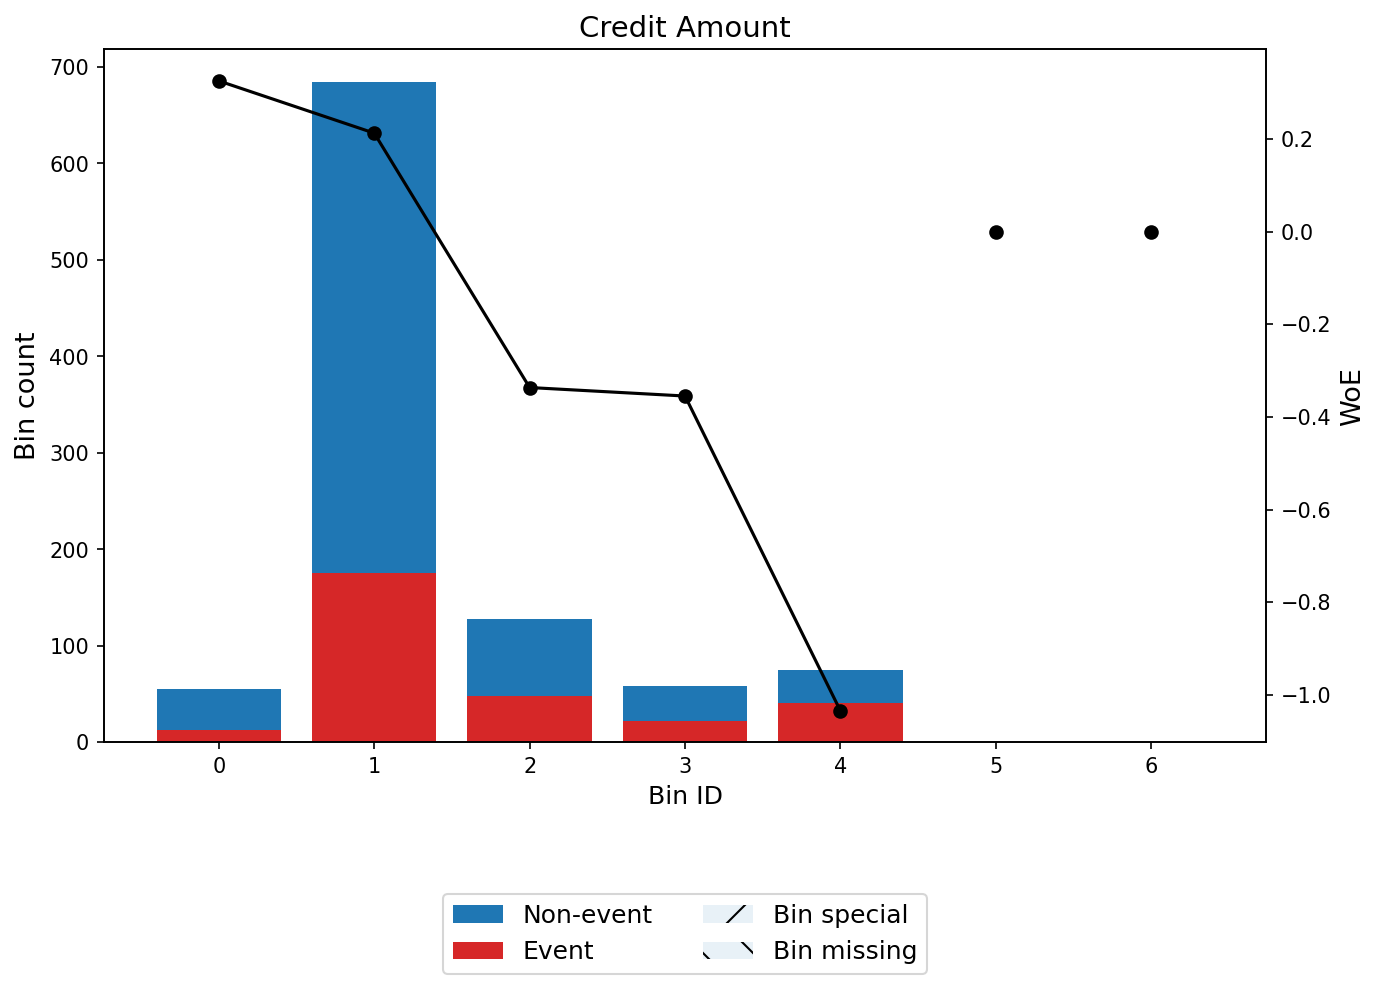 Credit Amount
700
600
500
400
300
200
100
0
Bin count
0.2
0.0
−0.2
−0.4
−0.6
−0.8
−1.0
WoE
0 1 2 3 4 5 6
Bin ID
Non-event Bin special
Event Bin missing